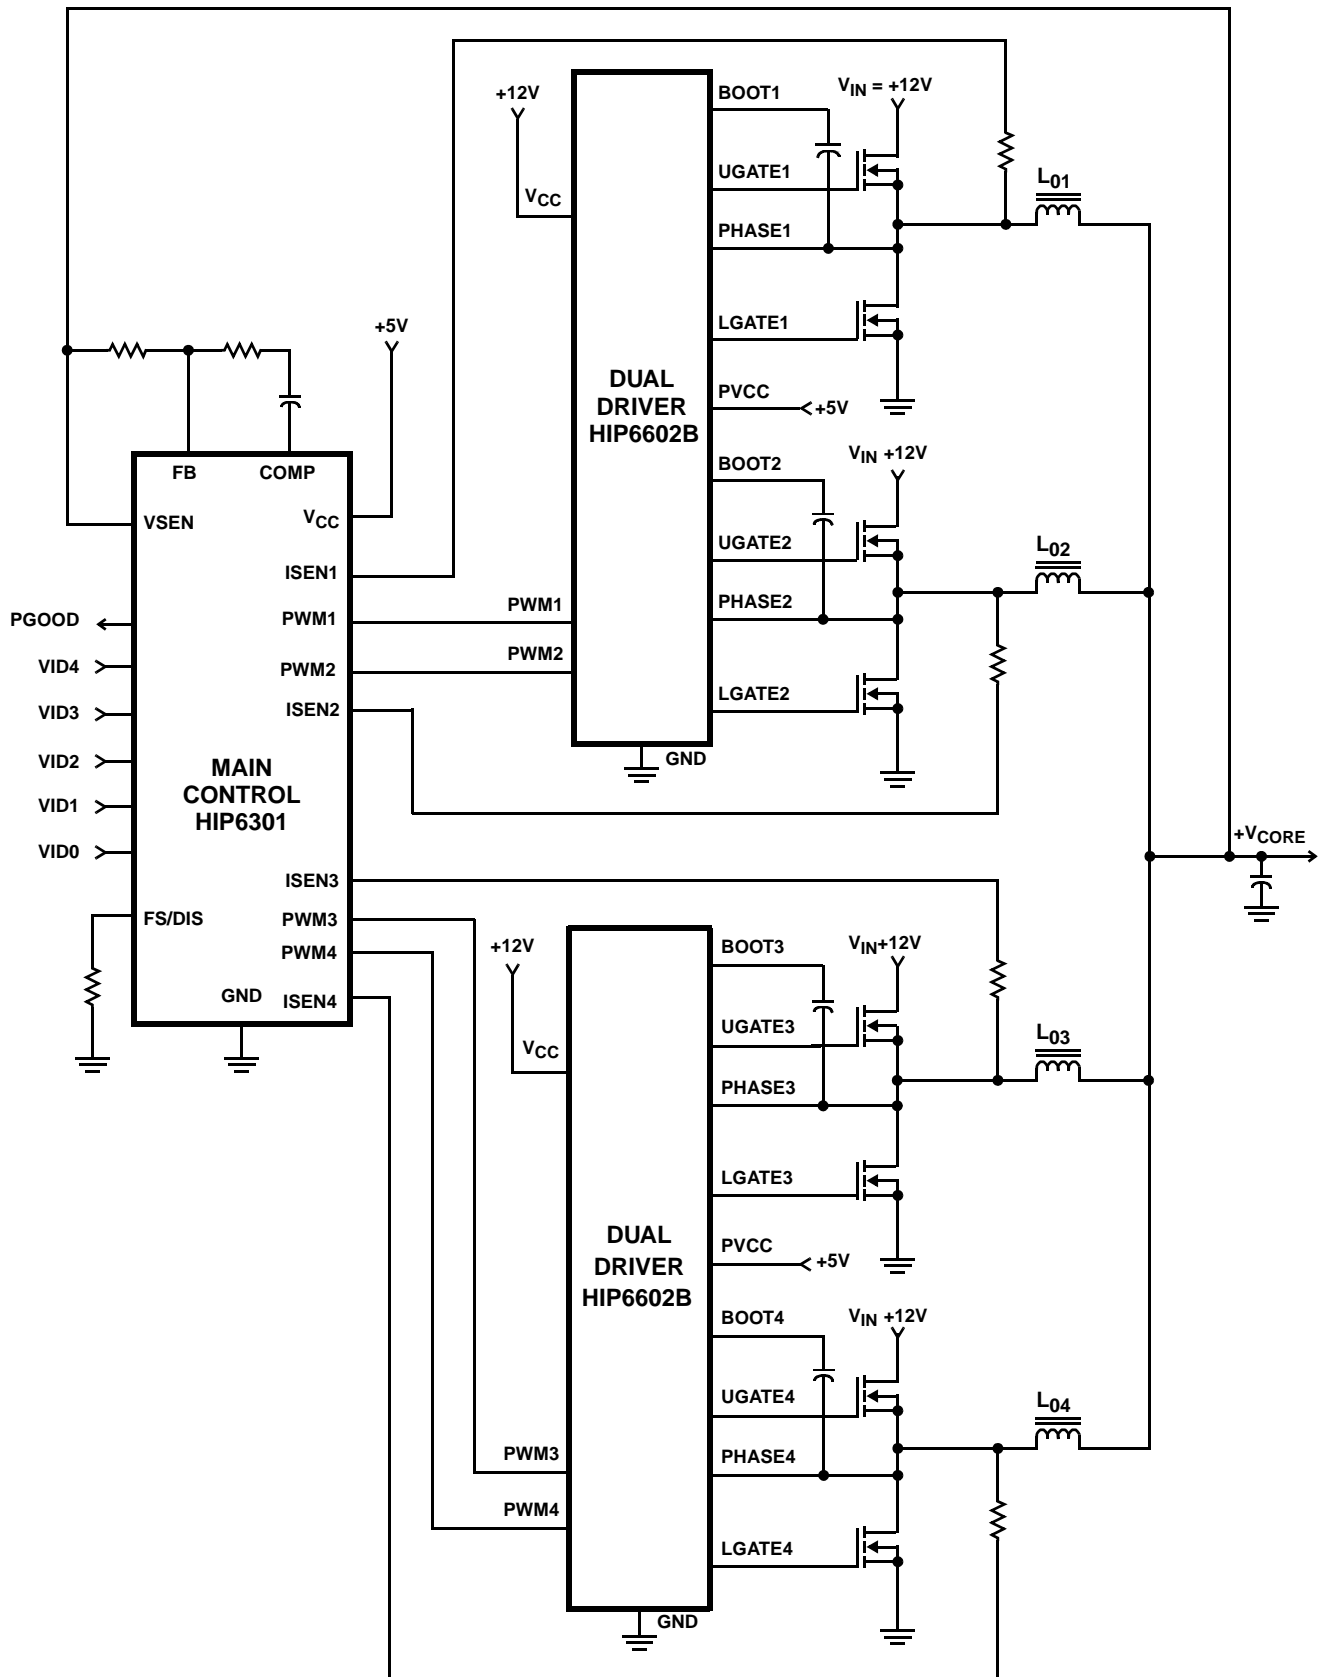 +12V
BOOT1
VIN = +12V
UGATE1
VCC
L01
PHASE1
LGATE1
+5V
DUAL
DRIVER
HIP6602B
PVCC
+5V
BOOT2
VIN +12V
UGATE2
L02
PHASE2
LGATE2
GND
FB
COMP
VSEN
VCC
ISEN1
PGOOD
PWM1
PWM1
VID4
PWM2
PWM2
VID3
ISEN2
VID2
MAIN
CONTROL
HIP6301
VID1
VID0
+VCORE
ISEN3
FS/DIS
PWM3
PWM4
GND
ISEN4
+12V
BOOT3
VIN+12V
UGATE3
VCC
L03
PHASE3
LGATE3
DUAL
DRIVER
HIP6602B
PVCC
+5V
BOOT4
VIN +12V
UGATE4
L04
PWM3
PHASE4
PWM4
LGATE4
GND